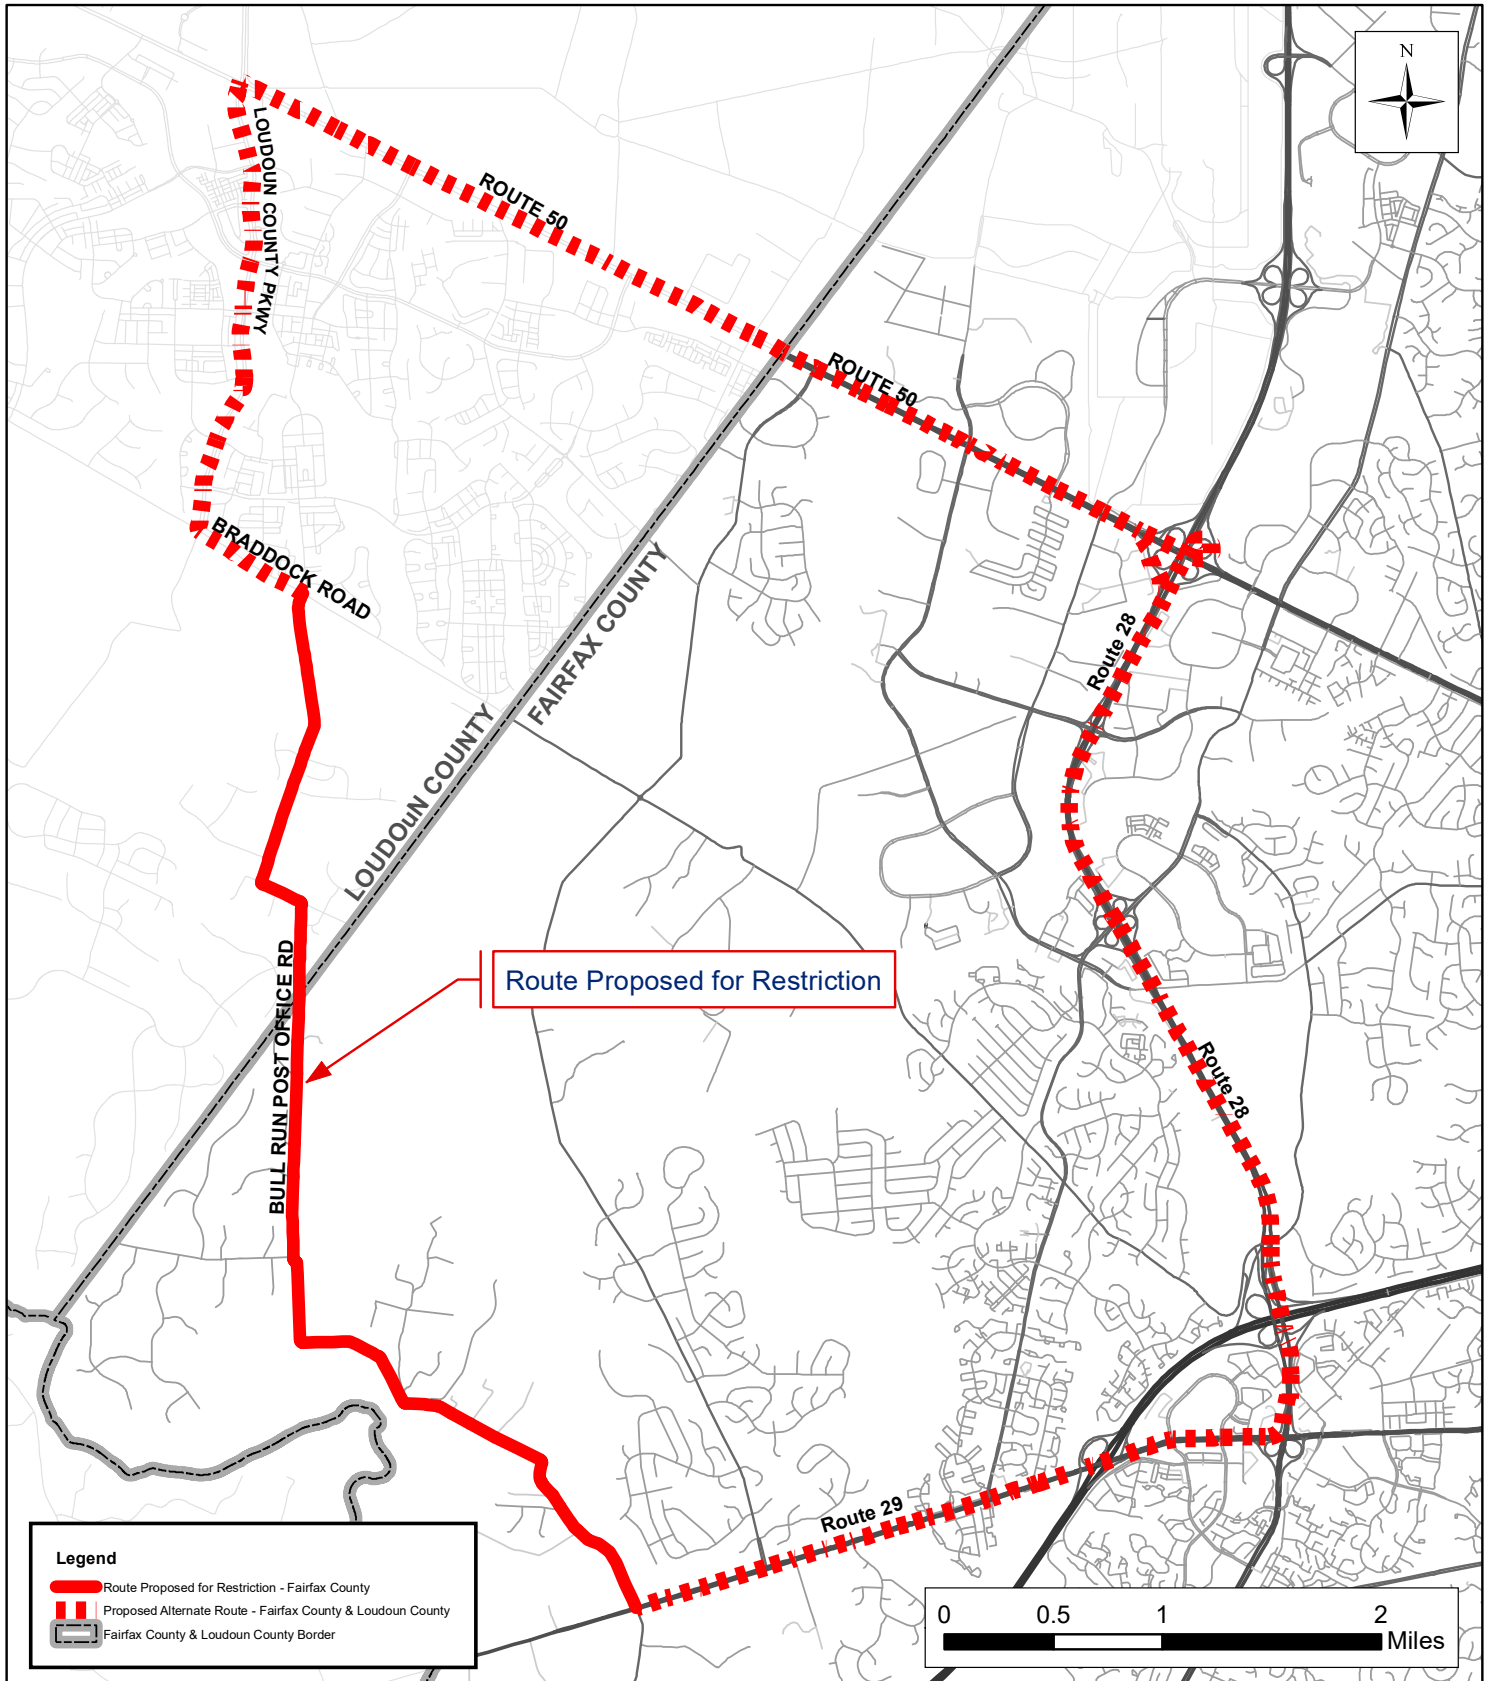 N
LOUDOUN COUNTY PKWY
ROUTE 50
ROUTE 50
BRADDOCK ROAD
FAIRFAX COUNTY
LOUDOuN COUNTY
Route 28
BULL RUN POST OFFICE RD
Route Proposed for Restriction
Route 28
Route 29
Legend
Route Proposed for Restriction - Fairfax County
Proposed Alternate Route - Fairfax County & Loudoun County
Fairfax County & Loudoun County Border
0 0.5 1 2
Miles